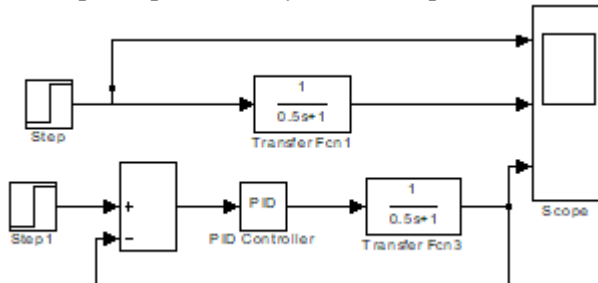 1
0.5s+1
Step
Transfer Fcn1
+
PID
1
0.5s+1
−
Step1
PID Controller
Transfer Fcn3
Scope